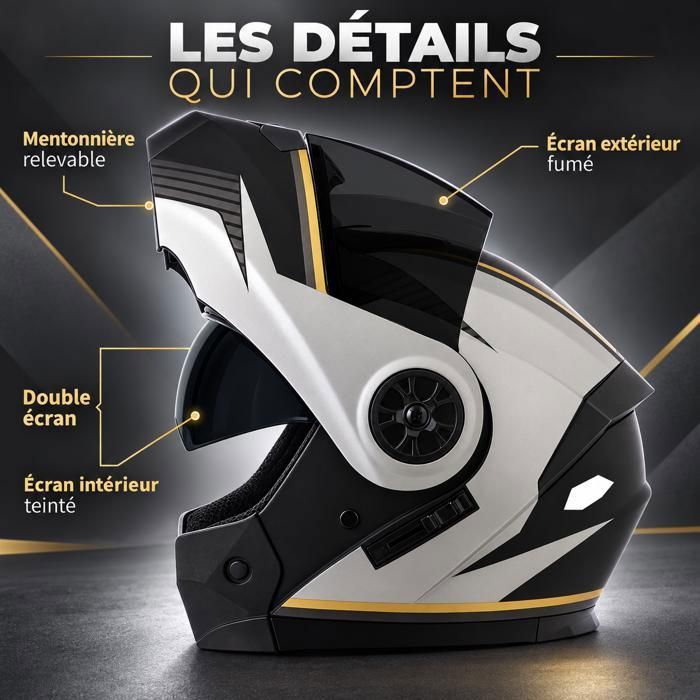 LES DÉTAILS
QUI COMPTENT
Mentonnière
relevable
Écran extérieur
fumé
Double
écran
Écran intérieur
teinté